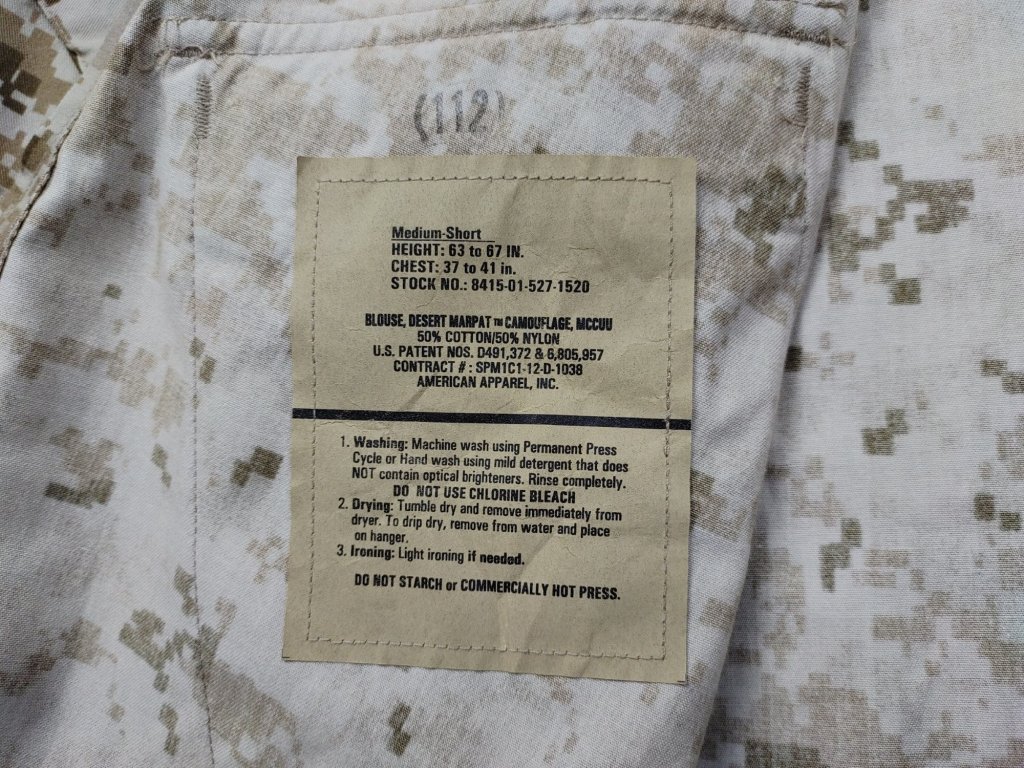 (112)
Medium-Short
HEIGHT: 63 to 67 IN.
CHEST: 37 to 41 in.
STOCK NO.: 8415-01-527-1520
BLOUSE, DESERT MARPAT™ CAMOUFLAGE, MCCUU
50% COTTON/50% NYLON
U.S. PATENT NOS. D491,372 & 6,805,957
CONTRACT # : SPM1C1-12-D-1038
AMERICAN APPAREL, INC.
1. Washing: Machine wash using Permanent Press
Cycle or Hand wash using mild detergent that does
NOT contain optical brighteners. Rinse completely.
DO NOT USE CHLORINE BLEACH
2. Drying: Tumble dry and remove immediately from
dryer. To drip dry, remove from water and place
on hanger.
3. Ironing: Light ironing if needed.
DO NOT STARCH or COMMERCIALLY HOT PRESS.